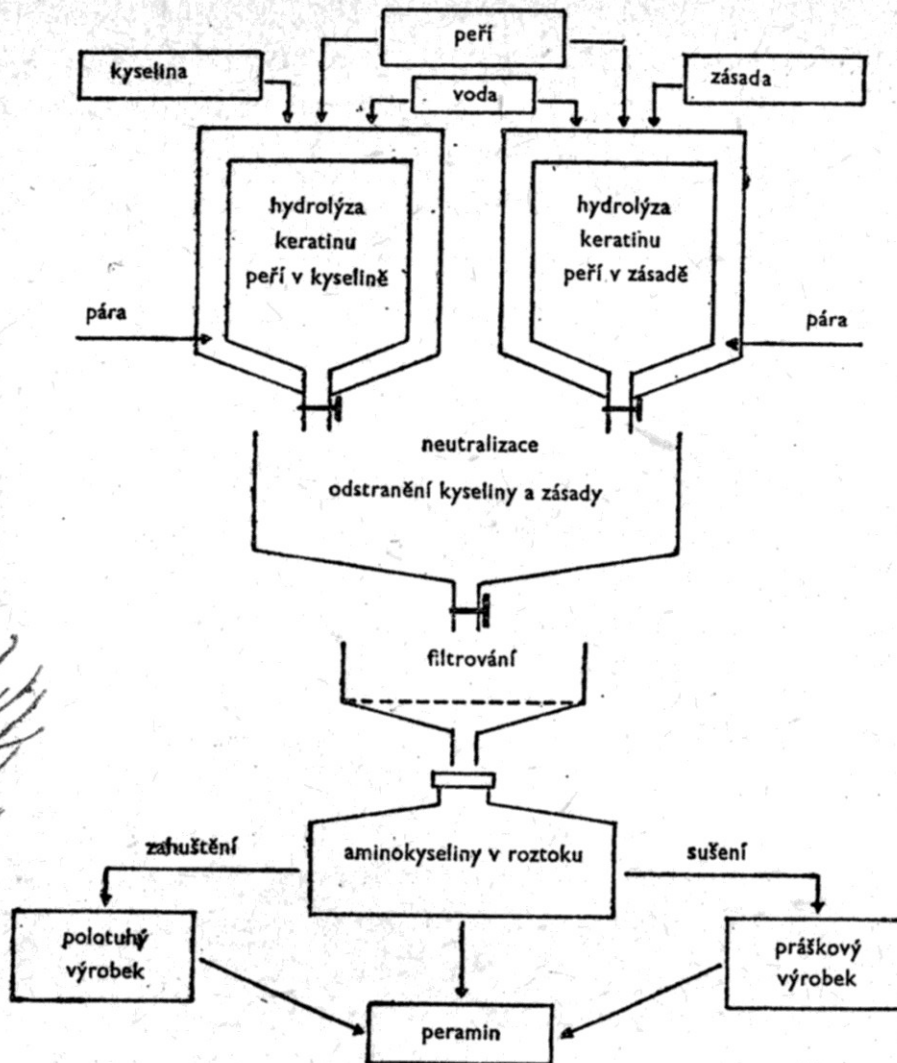 peří
kyselina
voda
zásada
hydrolýza
keratinu
peří v kyselině
hydrolýza
keratinu
peří v zásadě
pára
pára
neutralizace
odstranění kyseliny a zásady
filtrování
zahuštění
aminokyseliny v roztoku
sušení
polotuhý
výrobek
práškový
výrobek
peramin